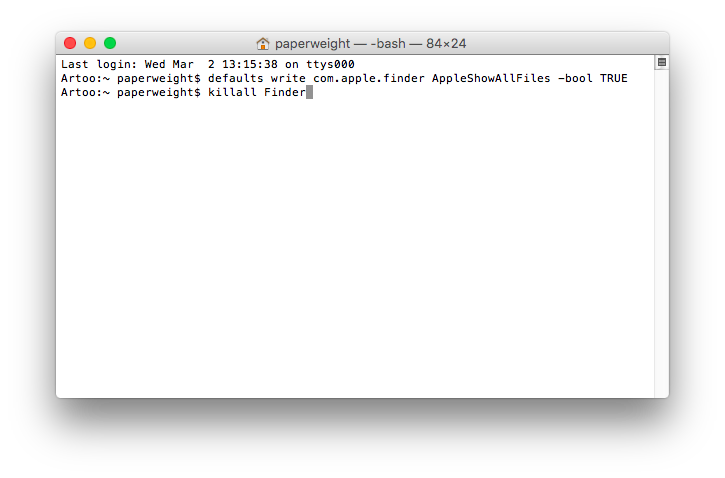 paperweight — -bash — 84×24
Last login: Wed Mar  2 13:15:38 on ttys000
Artoo:~ paperweight$ defaults write com.apple.finder AppleShowAllFiles -bool TRUE
Artoo:~ paperweight$ killall Finder